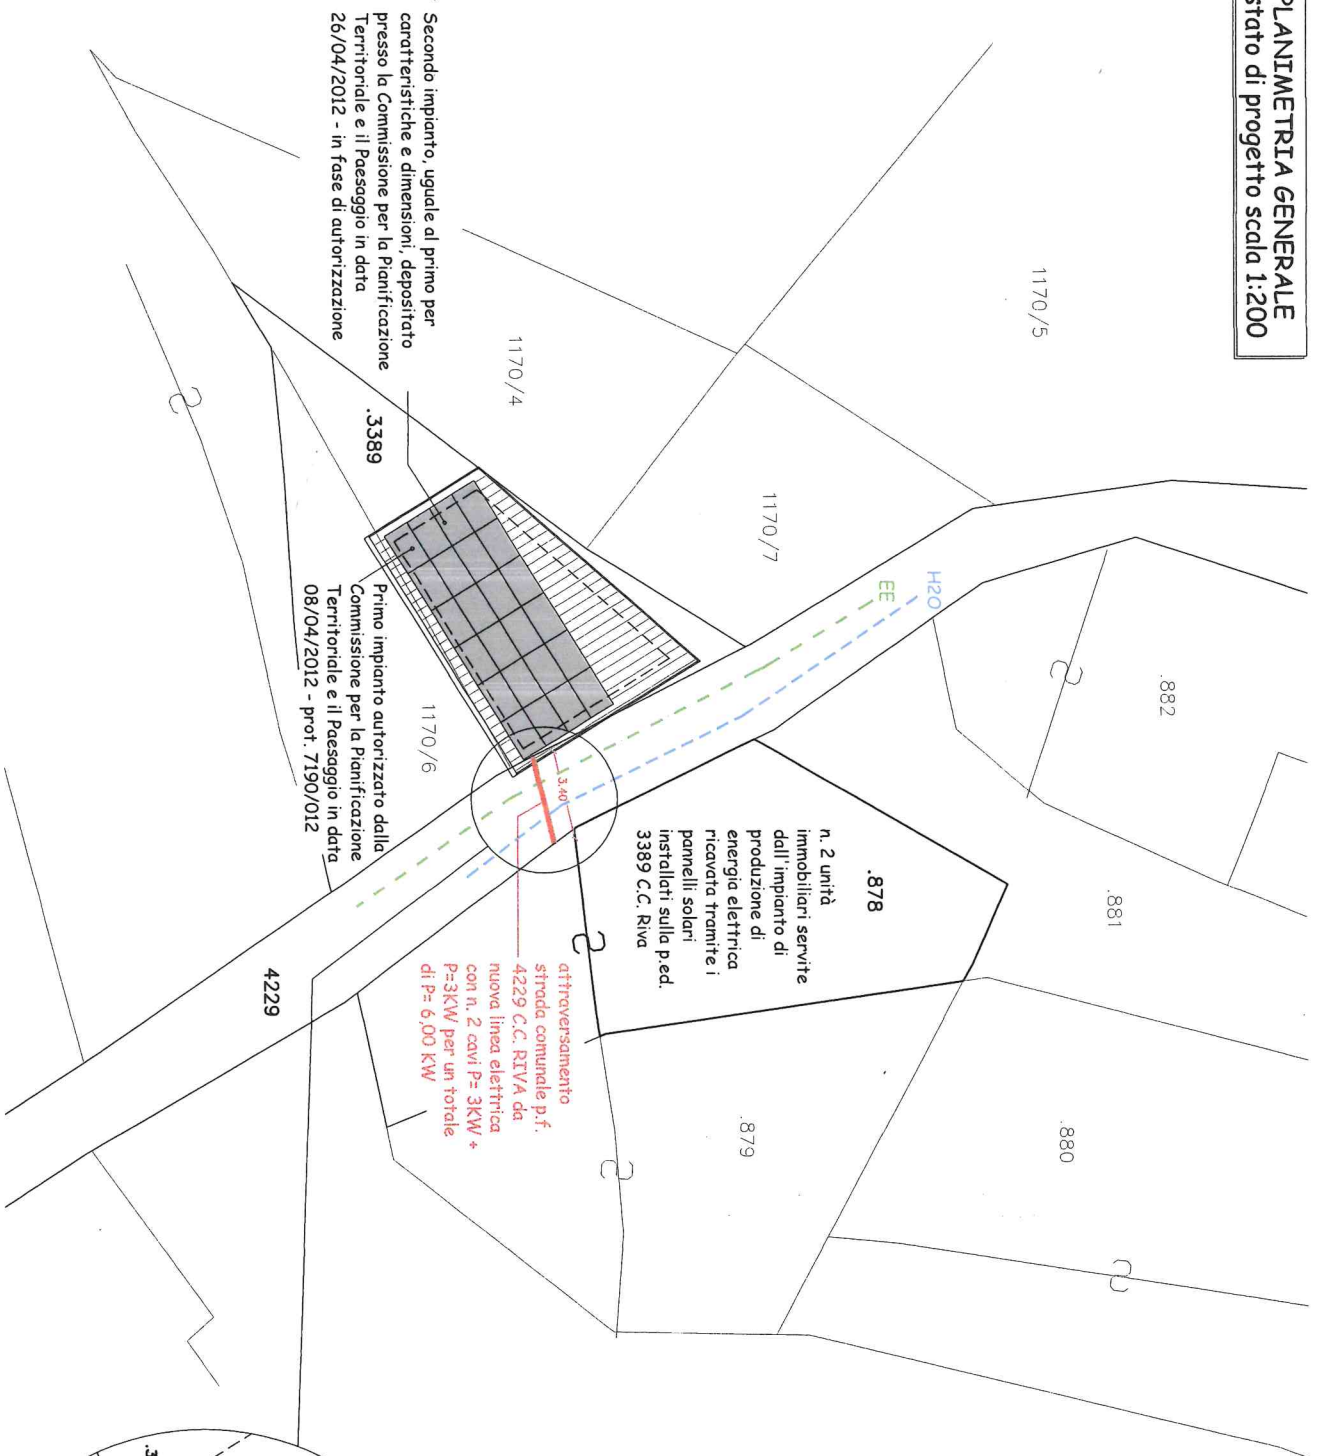 PLANIMETRIA GENERALE
stato di progetto scala 1:200
1170/5
1170/4
1170/7
1170/6
.3389
Secondo impianto, uguale al primo per
caratteristiche e dimensioni, depositato
presso la Commissione per la Pianificazione
Territoriale e il Paesaggio in data
26/04/2012 - in fase di autorizzazione
Primo impianto autorizzato dalla
Commissione per la Pianificazione
Territoriale e il Paesaggio in data
08/04/2012 - prot. 7190/012
H2O
EE
3.40
.882
.881
.878
n. 2 unità
immobiliari servite
dall'impianto di
produzione di
energia elettrica
ricavata tramite i
pannelli solari
installati sulla p.ed.
3389 C.C. Riva
attraversamento
strada comunale p.f.
4229 C.C. RIVA da
nuova linea elettrica
con n. 2 cavi P= 3KW +
P=3KW per un totale
di P= 6,00 KW
.880
.879
4229
.3